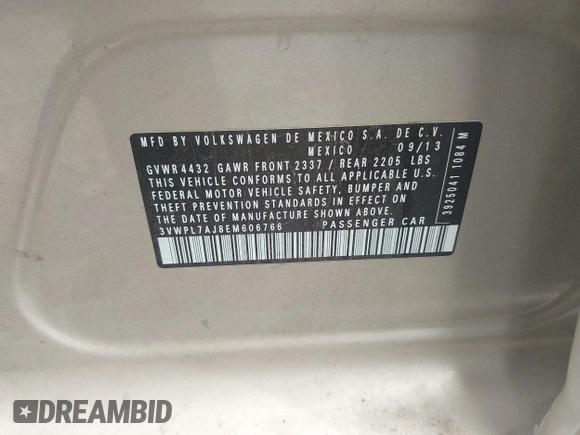 MFD BY VOLKSWAGEN DE MEXICO S.A. DE C.V.
MEXICO 09/13
GVWR 4432 GAWR FRONT 2337 / REAR 2205 LBS
THIS VEHICLE CONFORMS TO ALL APPLICABLE U.S.
FEDERAL MOTOR VEHICLE SAFETY, BUMPER AND
THEFT PREVENTION STANDARDS IN EFFECT ON
THE DATE OF MANUFACTURE SHOWN ABOVE.
3VWPL7AJ8EM606766 PASSENGER CAR
3925041 1084 M
DREAMBID